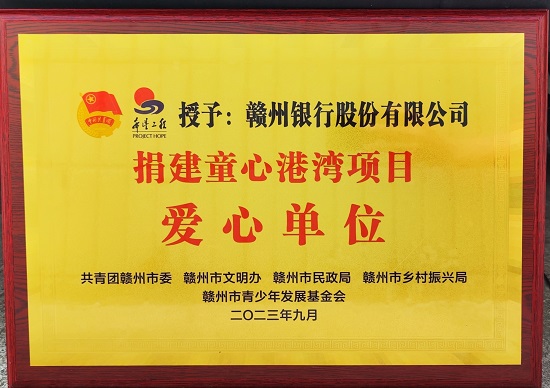 授予：赣州银行股份有限公司
希望工程
PROJECT HOPE
捐建童心港湾项目
爱心单位
共青团赣州市委 赣州市文明办 赣州市民政局 赣州市乡村振兴局
赣州市青少年发展基金会
二〇二三年九月